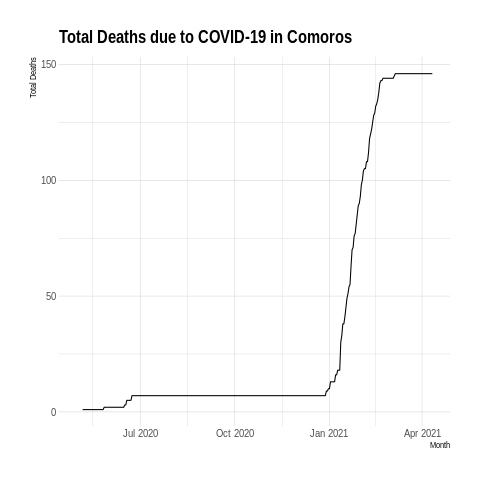 Total Deaths due to COVID-19 in Comoros
Total Deaths
150
100
50
0
Jul 2020
Oct 2020
Jan 2021
Apr 2021
Month